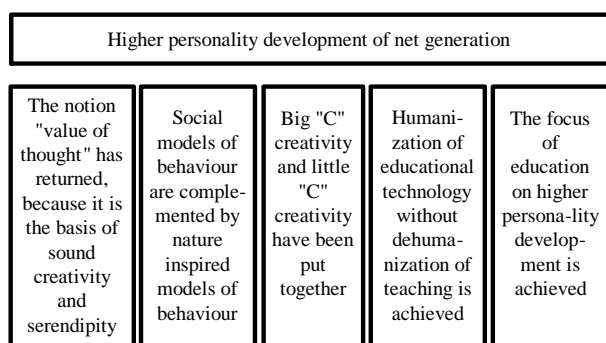 Higher personality development of net generation
The notion
"value of
thought" has
returned,
because it is
the basis of
sound
creativity
and
serendipity
Social
models of
behaviour
are comple-
mented by
nature
inspired
models of
behaviour
Big "C"
creativity
and little
"C"
creativity
have been
put
together
Humani-
zation of
educational
technology
without
dehuma-
nization of
teaching is
achieved
The focus
of
education
on higher
persona-lity
develop-
ment is
achieved